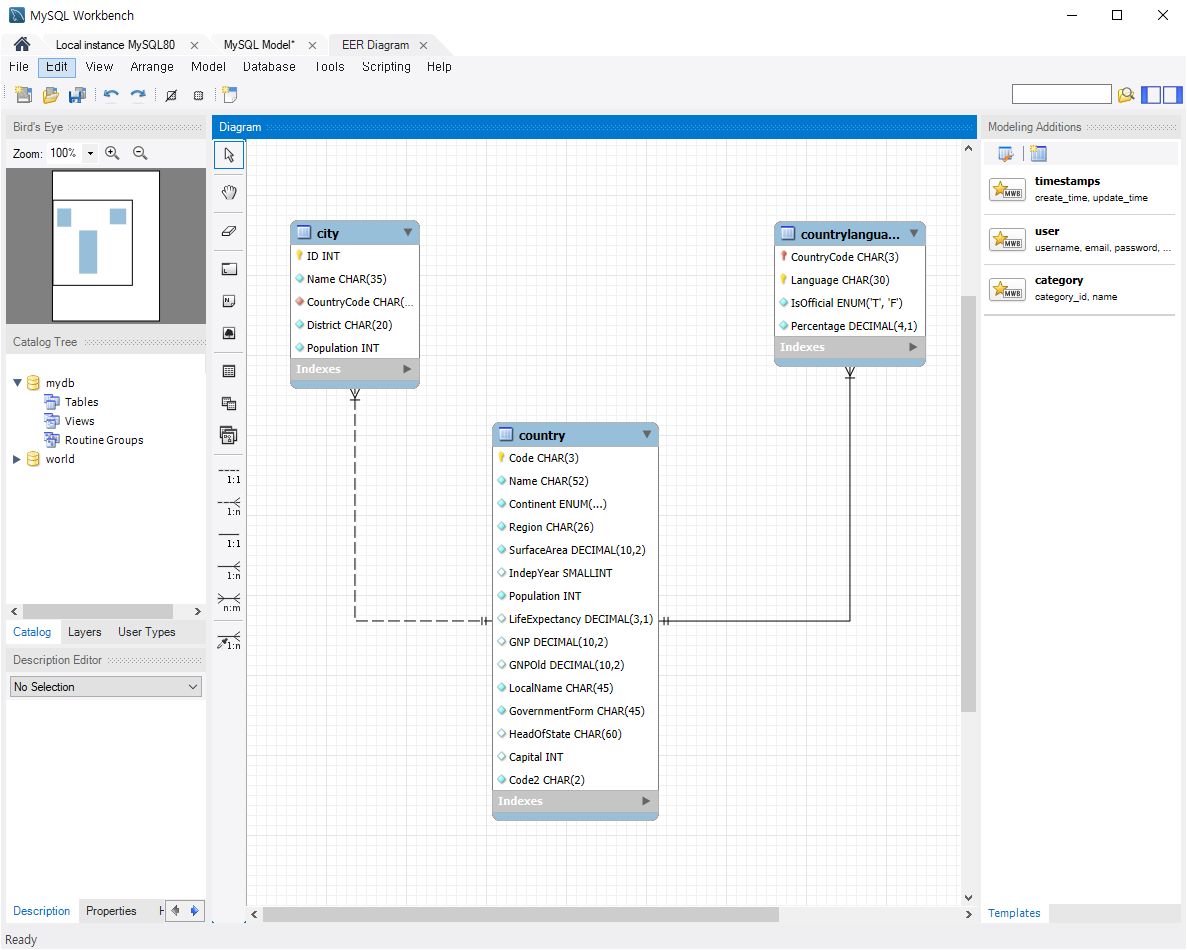 MySQL Workbench
Local instance MySQL80
MySQL Model*
EER Diagram
File Edit View Arrange Model Database Tools Scripting Help
Bird's Eye
Zoom: 100%
Catalog Tree
mydb
Tables
Views
Routine Groups
world
Catalog Layers User Types
Description Editor
No Selection
Description Properties H
Ready
Diagram
1:1
1:n
1:1
1:n
n:m
1:n
city
ID INT
Name CHAR(35)
CountryCode CHAR(...
District CHAR(20)
Population INT
Indexes
countrylangua...
CountryCode CHAR(3)
Language CHAR(30)
IsOfficial ENUM('T', 'F')
Percentage DECIMAL(4,1)
Indexes
country
Code CHAR(3)
Name CHAR(52)
Continent ENUM(...)
Region CHAR(26)
SurfaceArea DECIMAL(10,2)
IndepYear SMALLINT
Population INT
LifeExpectancy DECIMAL(3,1)
GNP DECIMAL(10,2)
GNPOld DECIMAL(10,2)
LocalName CHAR(45)
GovernmentForm CHAR(45)
HeadOfState CHAR(60)
Capital INT
Code2 CHAR(2)
Indexes
Modeling Additions
MWB
timestamps
create_time, update_time
MWB
user
username, email, password, ...
MWB
category
category_id, name
Templates